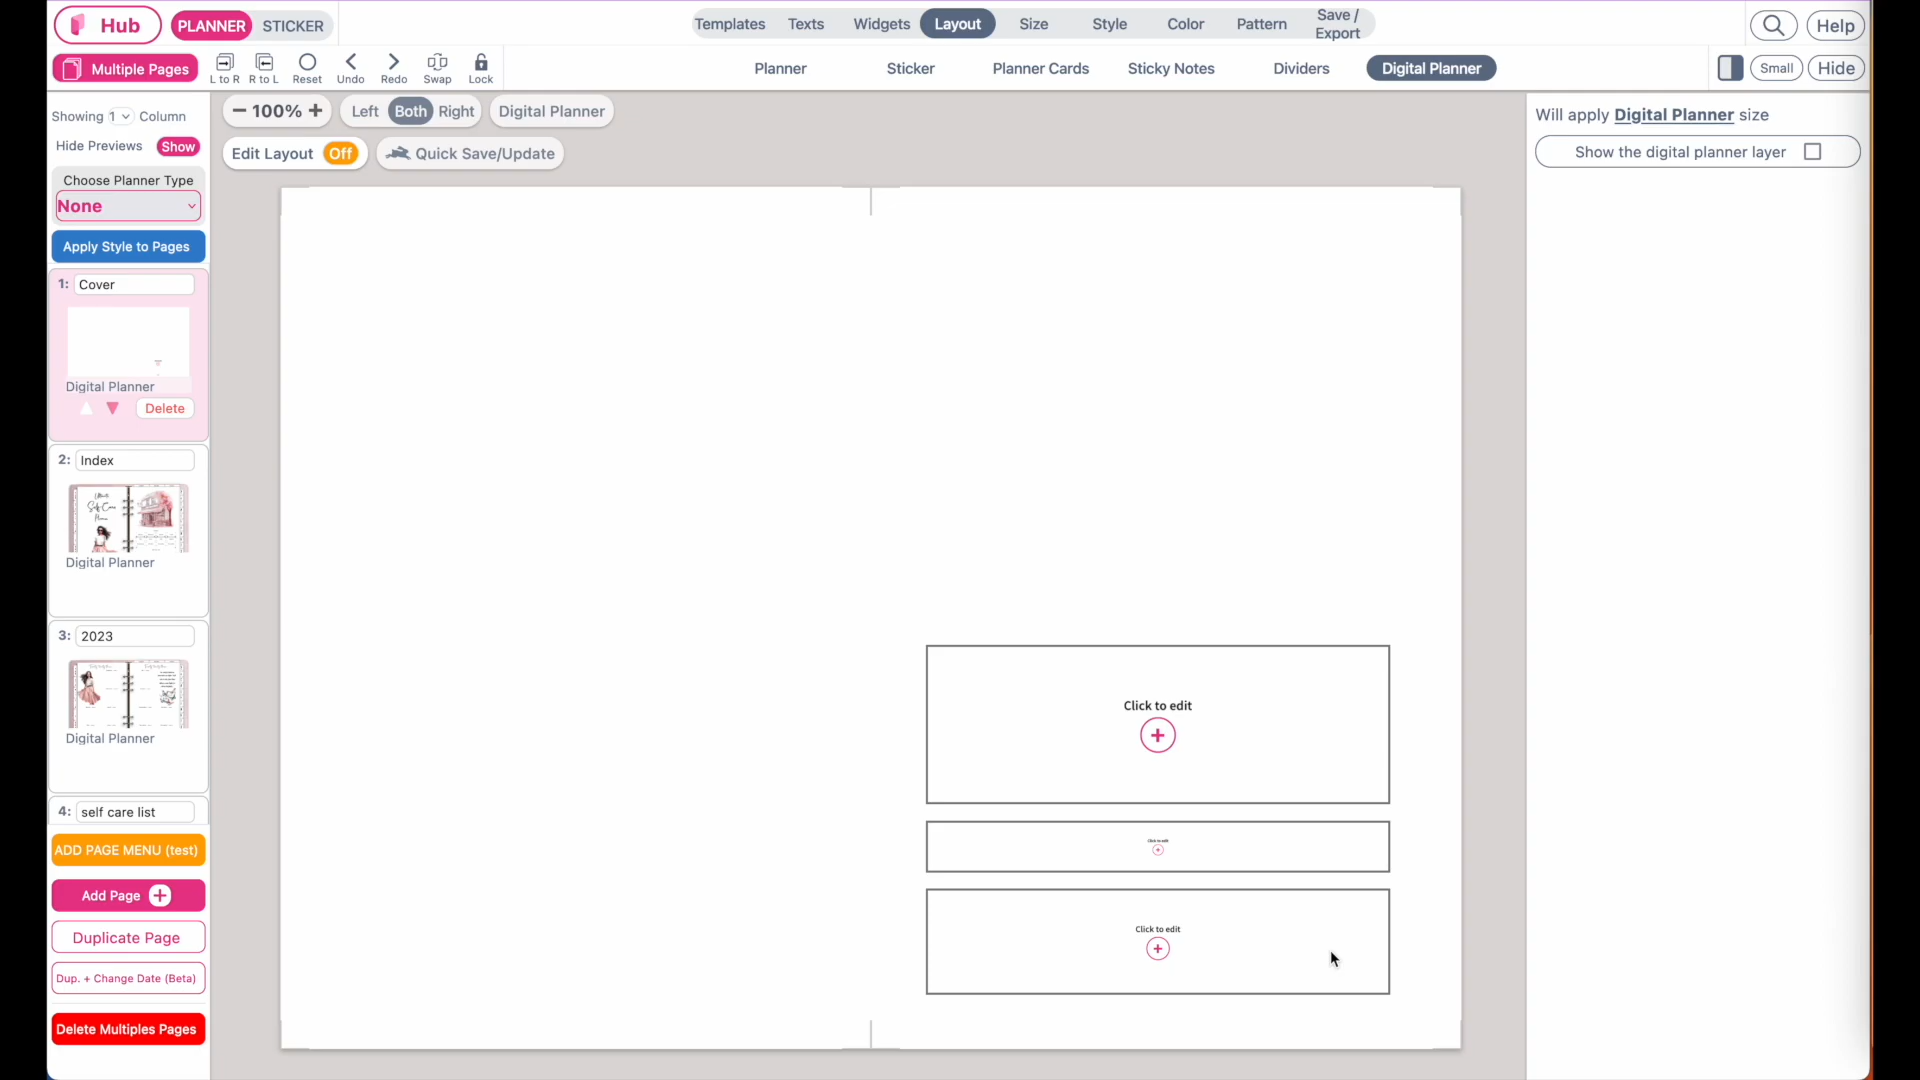 Hub
PLANNER STICKER
Templates Texts Widgets Layout Size Style Color Pattern Save / Export
Help
Multiple Pages
L to R R to L Reset Undo Redo Swap Lock
Planner Sticker Planner Cards Sticky Notes Dividers Digital Planner
Small Hide
Showing 1 Column
Hide Previews Show
Choose Planner Type
None
Apply Style to Pages
1: Cover
Digital Planner
Delete
2: Index
Self Care
Digital Planner
3: 2023
Digital Planner
4: self care list
ADD PAGE MENU (test)
Add Page +
Duplicate Page
Dup. + Change Date (Beta)
Delete Multiples Pages
− 100% +
Left Both Right
Digital Planner
Edit Layout Off
Quick Save/Update
Click to edit
+
Click to edit
+
Click to edit
+
Will apply Digital Planner size
Show the digital planner layer